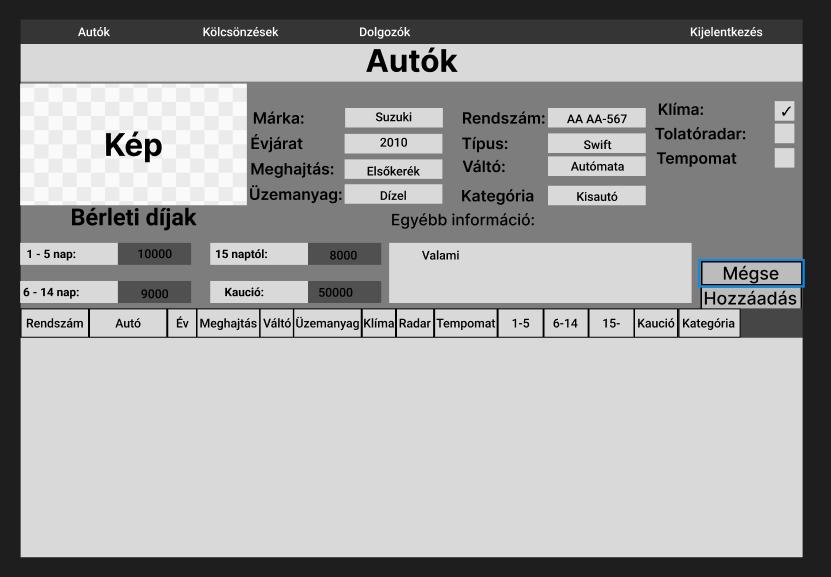 Autók Kölcsönzések Dolgozók Kijelentkezés
Autók
Kép
Márka: Suzuki Rendszám: AA AA-567 Klíma: ✓
Évjárat 2010 Típus: Swift Tolatóradar:
Meghajtás: Elsőkerék Váltó: Autómata Tempomat
Üzemanyag: Dízel Kategória Kisautó
Bérleti díjak Egyébb információ:
1 - 5 nap: 10000 15 naptól: 8000 Valami
Mégse
6 - 14 nap: 9000 Kaució: 50000 Hozzáadás
Rendszám Autó Év Meghajtás Váltó Üzemanyag Klíma Radar Tempomat 1-5 6-14 15- Kaució Kategória